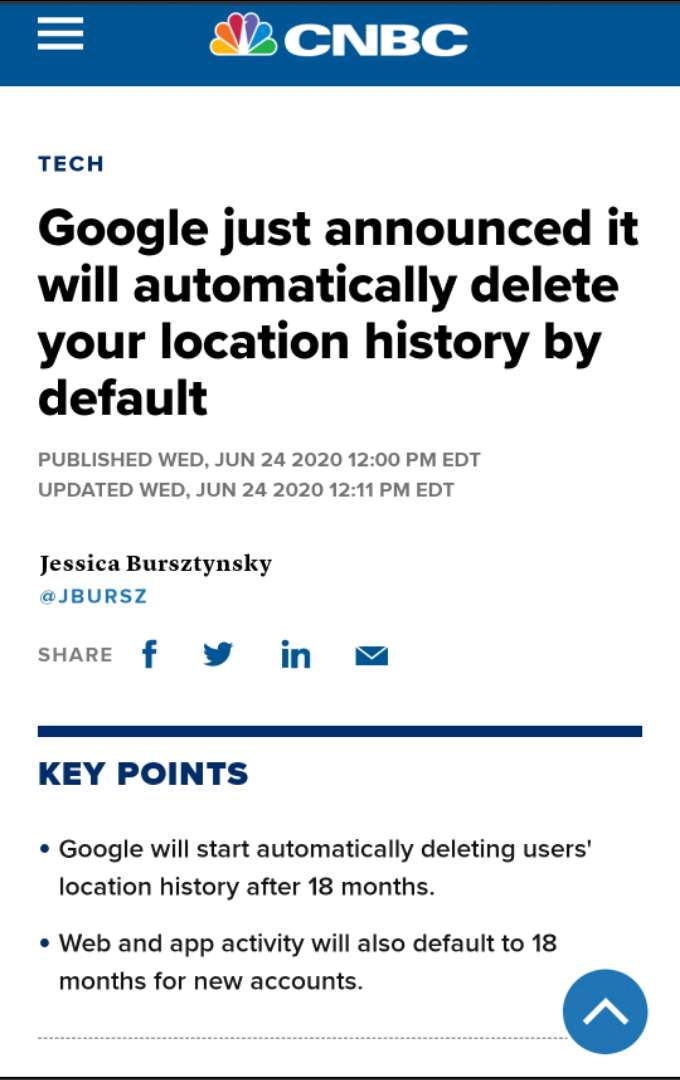 CNBC
TECH
Google just announced it
will automatically delete
your location history by
default
PUBLISHED WED, JUN 24 2020 12:00 PM EDT
UPDATED WED, JUN 24 2020 12:11 PM EDT
Jessica Bursztynsky
@JBURSZ
SHARE
KEY POINTS
• Google will start automatically deleting users'
location history after 18 months.
• Web and app activity will also default to 18
months for new accounts.